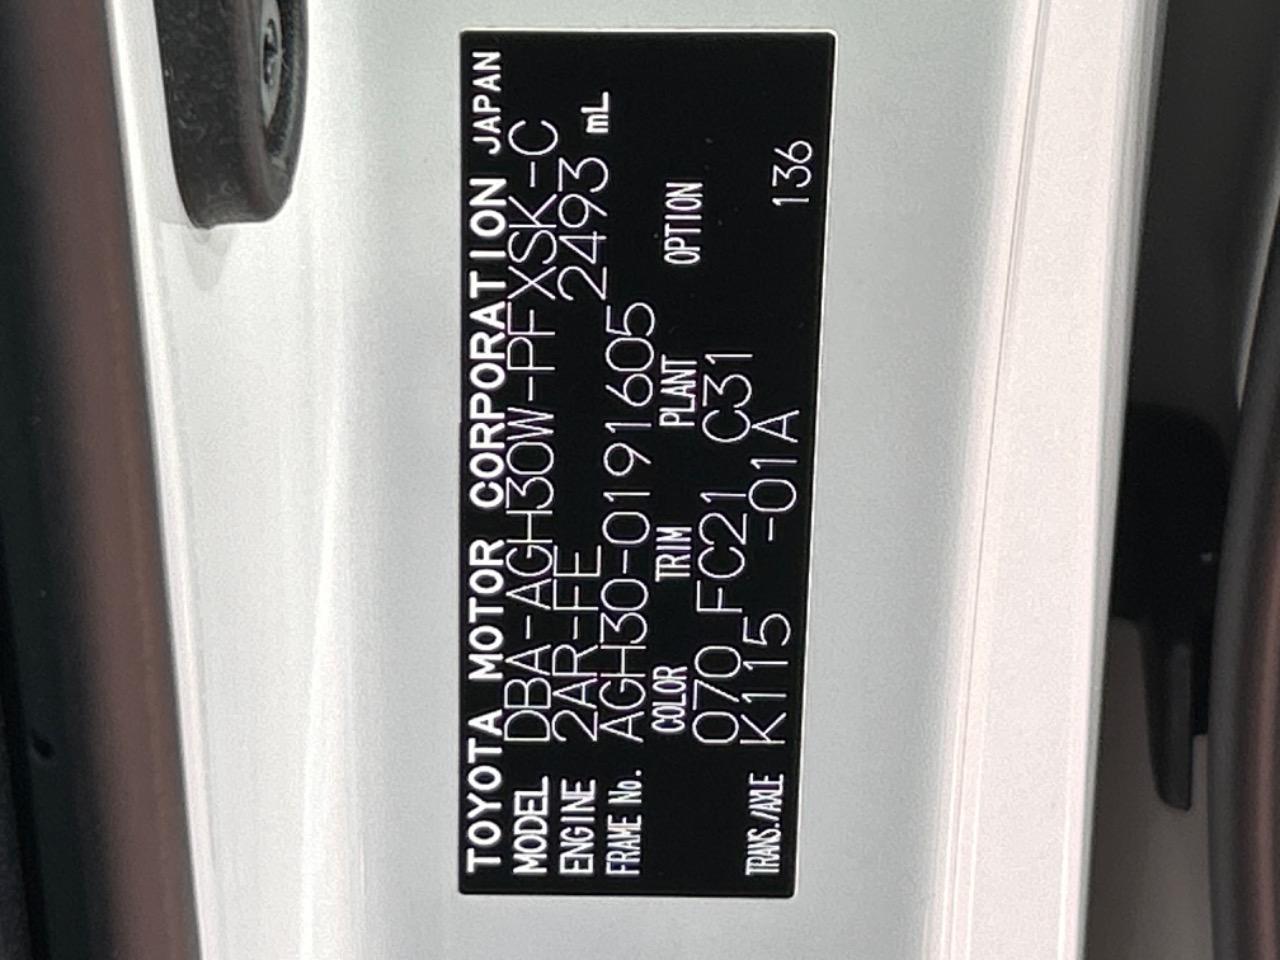 TOYOTA MOTOR CORPORATION JAPAN
MODEL DBA-AGH30W-PFXSK-C
ENGINE 2AR-FE 2493 mL
FRAME No. AGH30-0191605
COLOR TRIM PLANT OPTION
070 FC21 C31
TRANS./AXLE K115 -01A 136